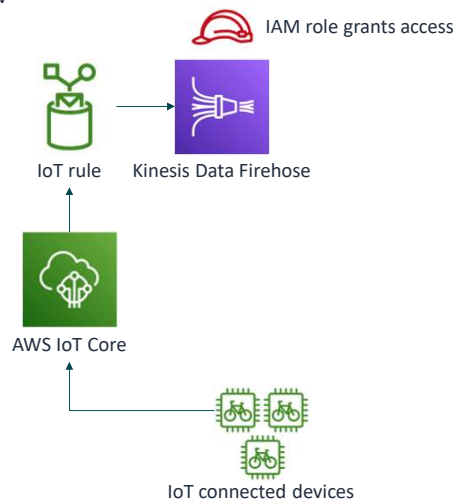 IAM role grants access
IoT rule
Kinesis Data Firehose
AWS IoT Core
IoT connected devices